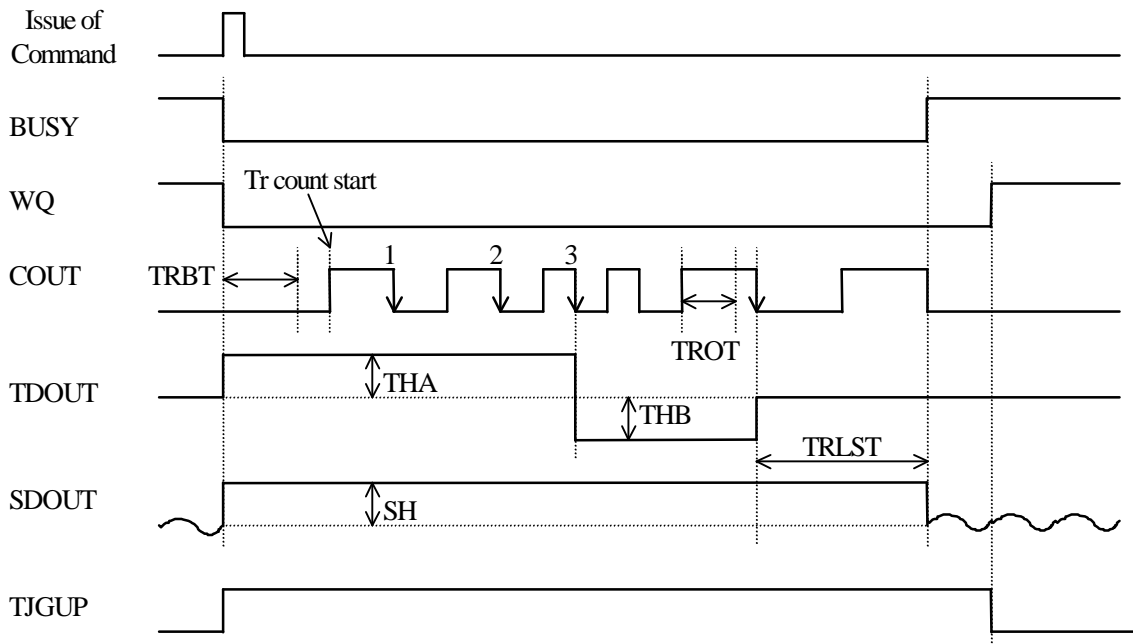 Issue of
Command
BUSY
WQ
Tr count start
COUT
TRBT
1
2
3
TROT
TDOUT
THA
THB
TRLST
SDOUT
SH
TJGUP